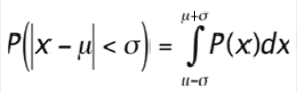 P(|x − μ| < σ) = ∫_{μ−σ}^{μ+σ} P(x)dx